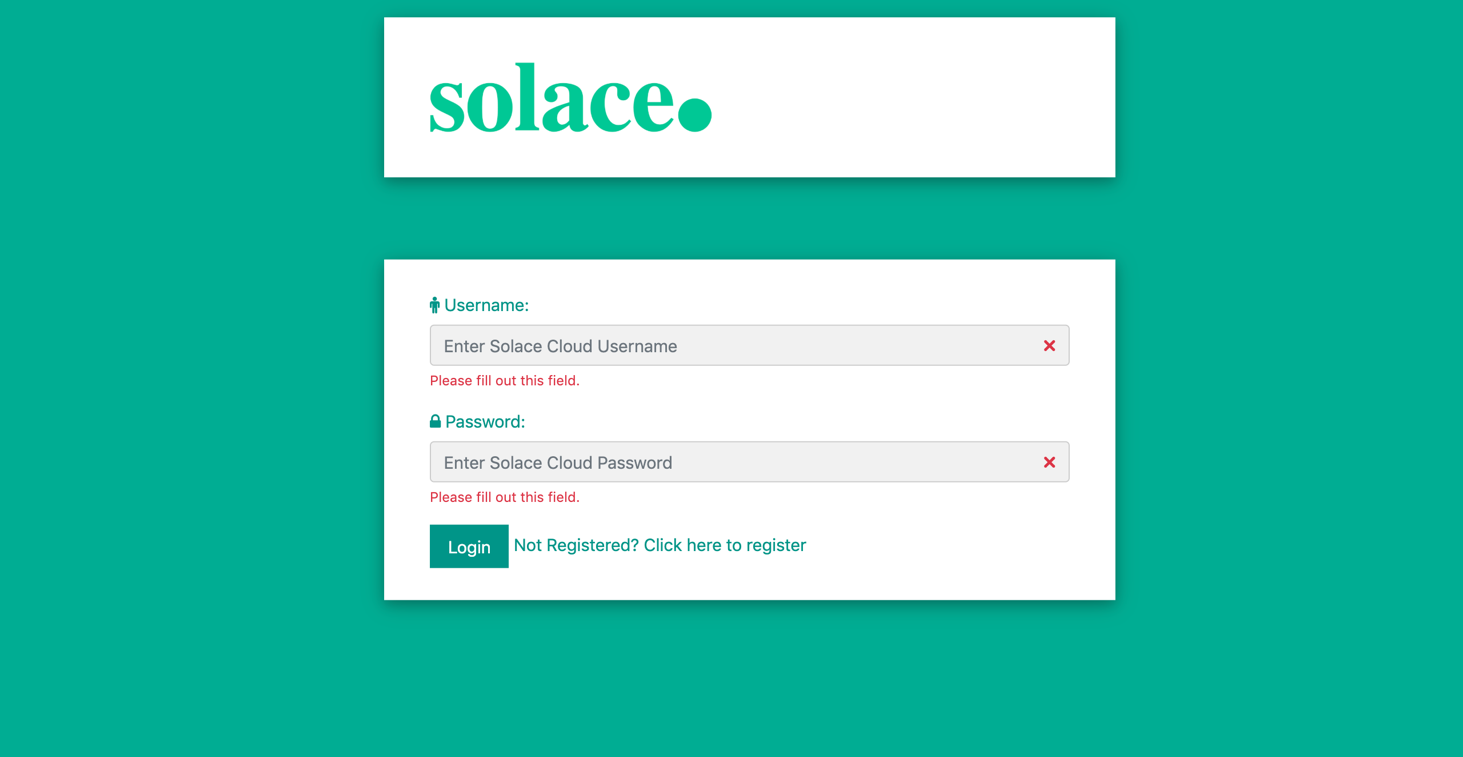 solace
Username:
Enter Solace Cloud Username
Please fill out this field.
Password:
Enter Solace Cloud Password
Please fill out this field.
Login Not Registered? Click here to register